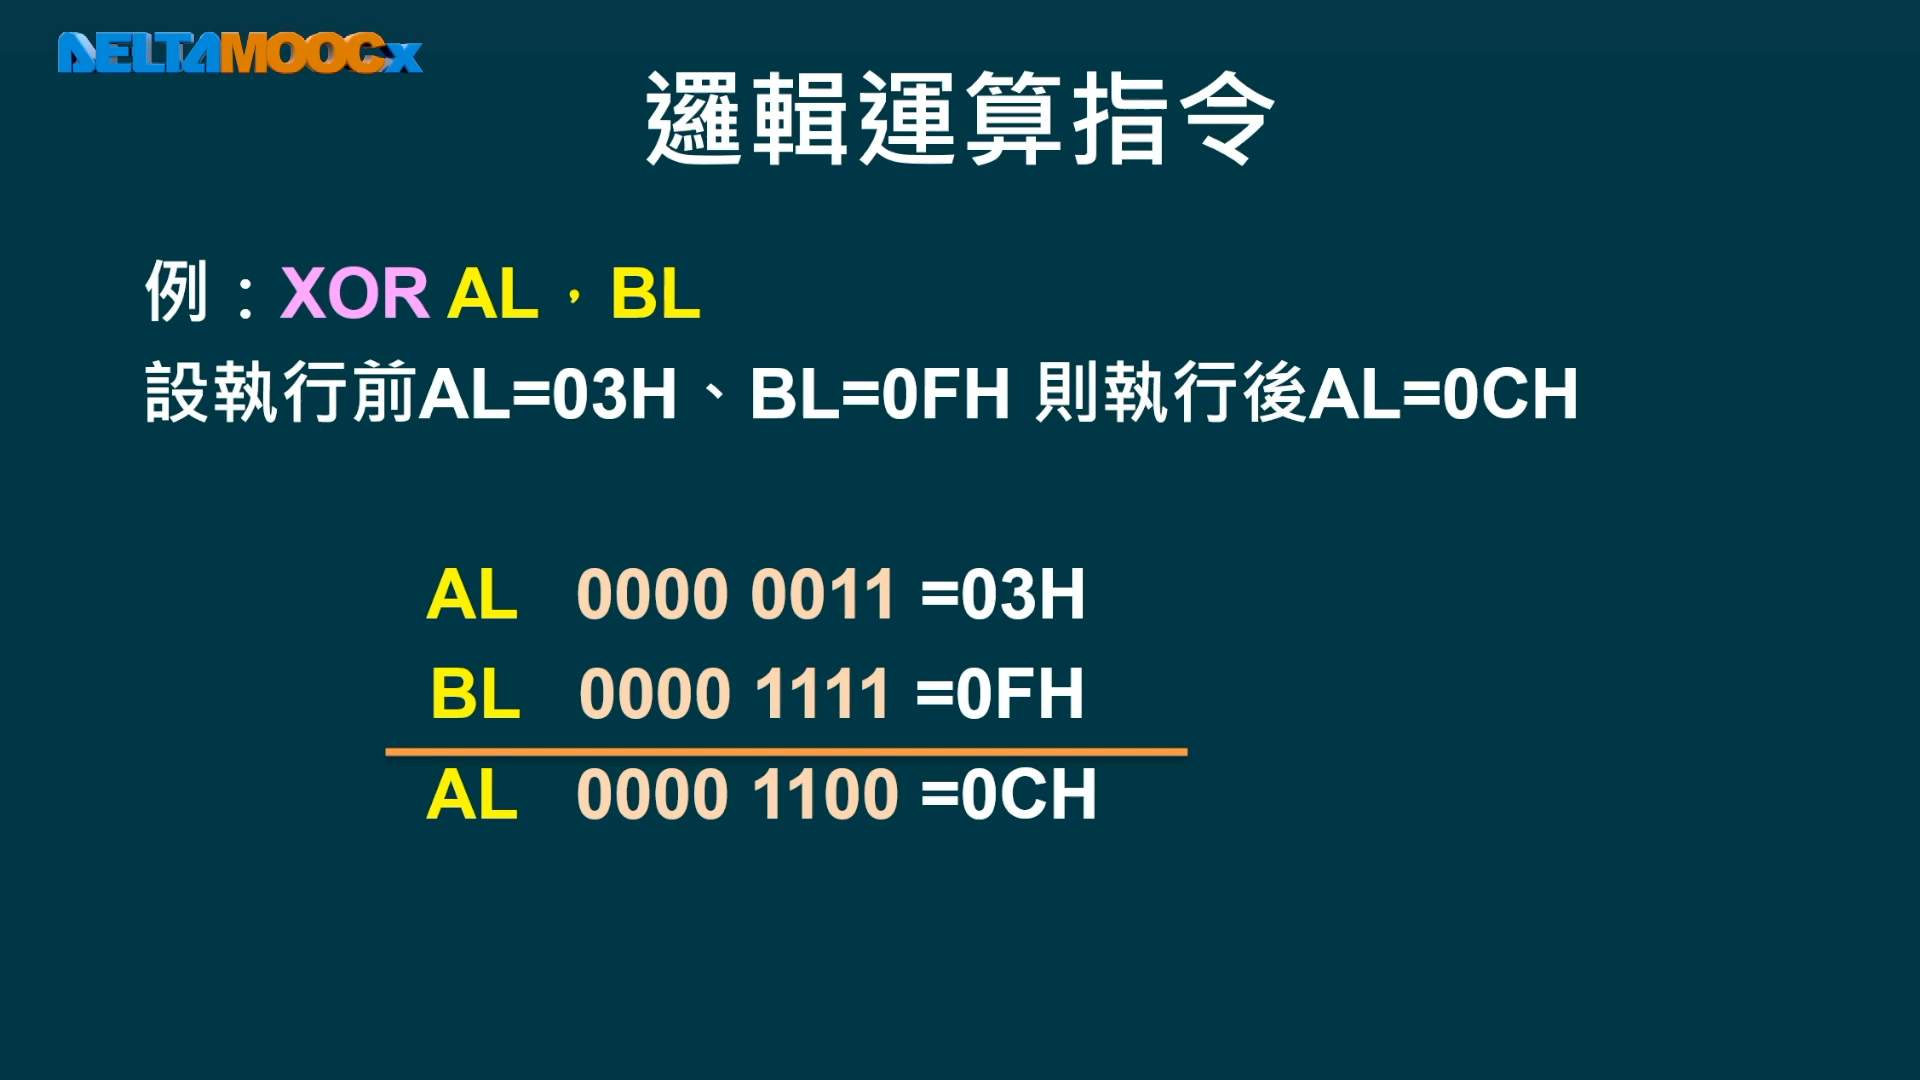 DELTAMOOCx
邏輯運算指令
例：XOR AL，BL
設執行前AL=03H、BL=0FH 則執行後AL=0CH
AL 0000 0011 =03H
BL 0000 1111 =0FH
AL 0000 1100 =0CH